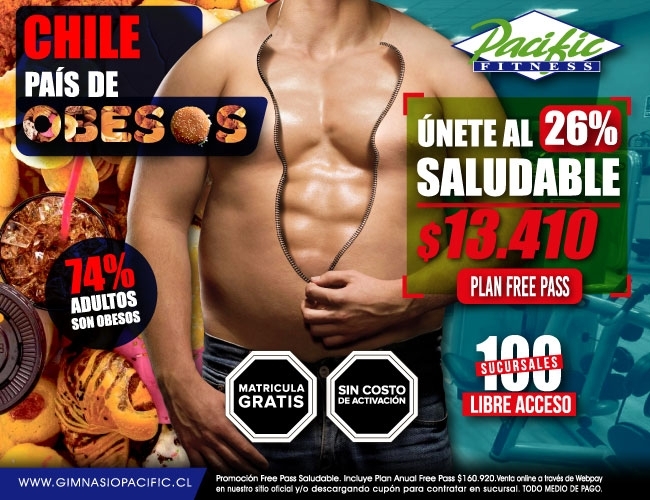 CHILE
PAÍS DE
OBESOS
Pacific
FITNESS
ÚNETE AL 26%
SALUDABLE
$13.410
PLAN FREE PASS
74%
ADULTOS
SON OBESOS
100
SUCURSALES
LIBRE ACCESO
MATRICULA
GRATIS
SIN COSTO
DE ACTIVACIÓN
WWW.GIMNASIOPACIFIC.CL
Promoción Free Pass Saludable. Incluye Plan Anual Free Pass $160.920.Venta online a través de Webpay
en nuestro sitio oficial y/o descargando cupón para contratar en sucursal. TODO MEDIO DE PAGO.